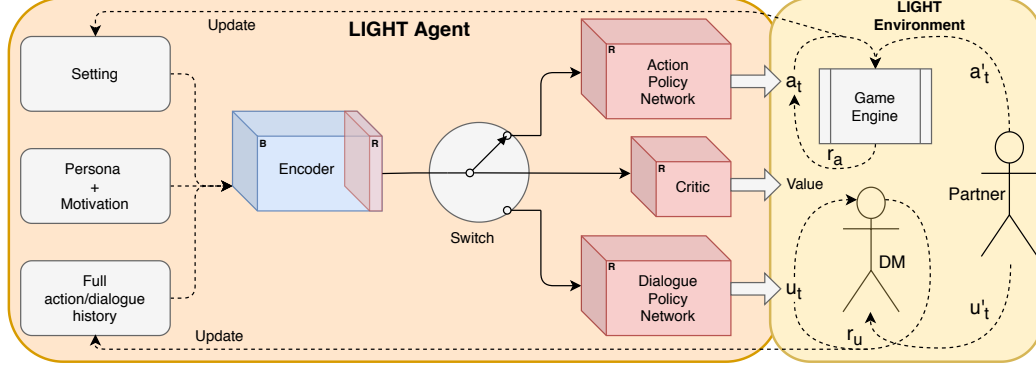 Update
LIGHT Agent
LIGHT
Environment
Setting
Persona
+
Motivation
Full
action/dialogue
history
B
Encoder
R
Switch
R
Action
Policy
Network
R
Critic
R
Dialogue
Policy
Network
a_t
Value
u_t
Game
Engine
r_a
a'_t
Partner
DM
u'_t
r_u
Update